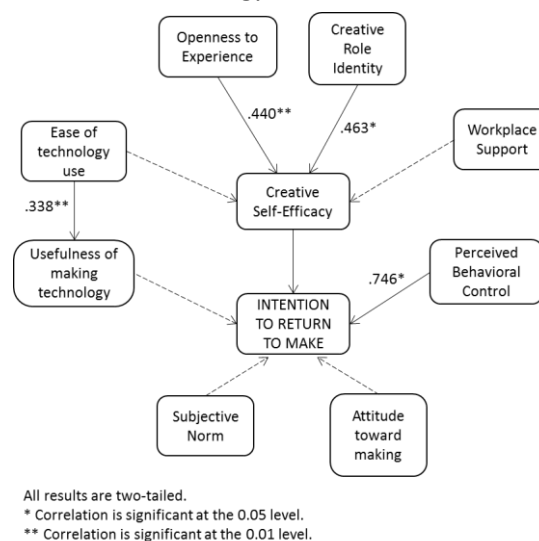 Openness to
Experience
Creative
Role
Identity
.440**
.463*
Ease of
technology
use
Workplace
Support
Creative
Self-Efficacy
.338**
Usefulness of
making
technology
.746*
Perceived
Behavioral
Control
INTENTION
TO RETURN
TO MAKE
Subjective
Norm
Attitude
toward
making
All results are two-tailed.
* Correlation is significant at the 0.05 level.
** Correlation is significant at the 0.01 level.